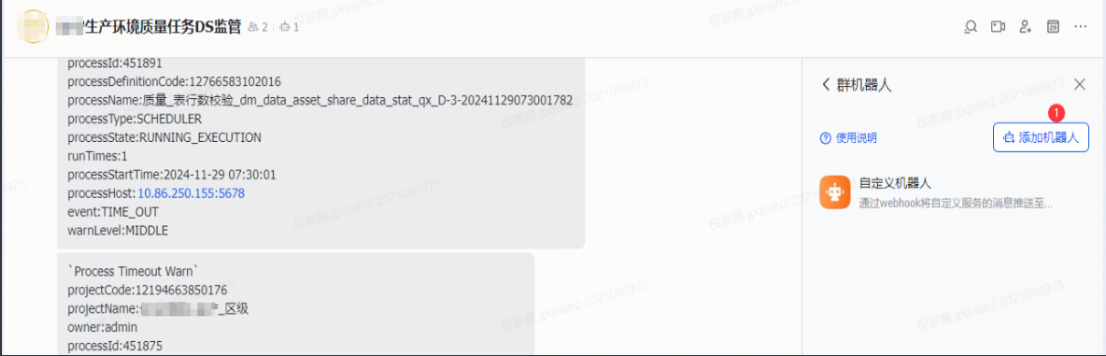 生产环境质量任务DS监管 2 1
processId:451891
processDefinitionCode:12766583102016
processName:质量_表行数校验_dm_data_asset_share_data_stat_qx_D-3-20241129073001782
processType:SCHEDULER
processState:RUNNING_EXECUTION
runTimes:1
processStartTime:2024-11-29 07:30:01
processHost: 10.86.250.155:5678
event:TIME_OUT
warnLevel:MIDDLE
`Process Timeout Warn`
projectCode:12194663850176
projectName:
_区级
owner:admin
processId:451875
群机器人
1
使用说明
添加机器人
自定义机器人
通过webhook将自定义服务的消息推送至...